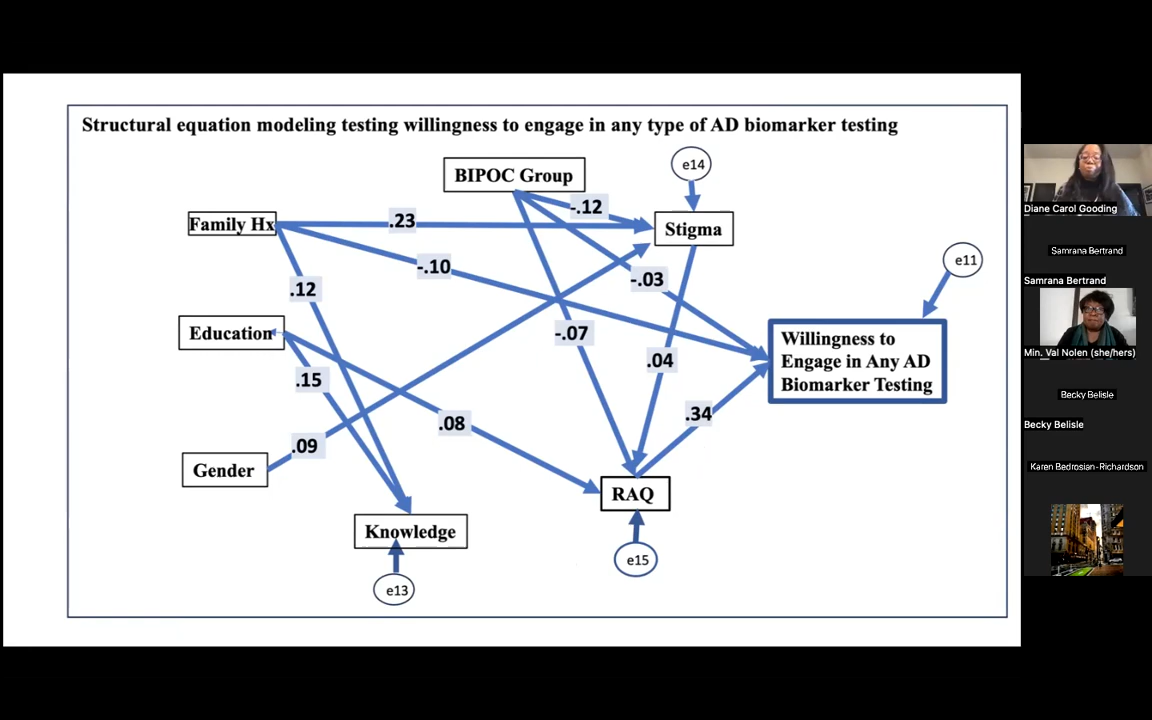 Structural equation modeling testing willingness to engage in any type of AD biomarker testing
e14
BIPOC Group
-.12
Family Hx
.23
Stigma
-.10
-.03
e11
.12
Education
-.07
Willingness to
Engage in Any AD
Biomarker Testing
.04
.15
.34
.08
.09
Gender
RAQ
Knowledge
e15
e13
Diane Carol Gooding
Samrana Bertrand
Samrana Bertrand
Min. Val Nolen (she/hers)
Becky Belisle
Becky Belisle
Karen Bedrosian-Richardson